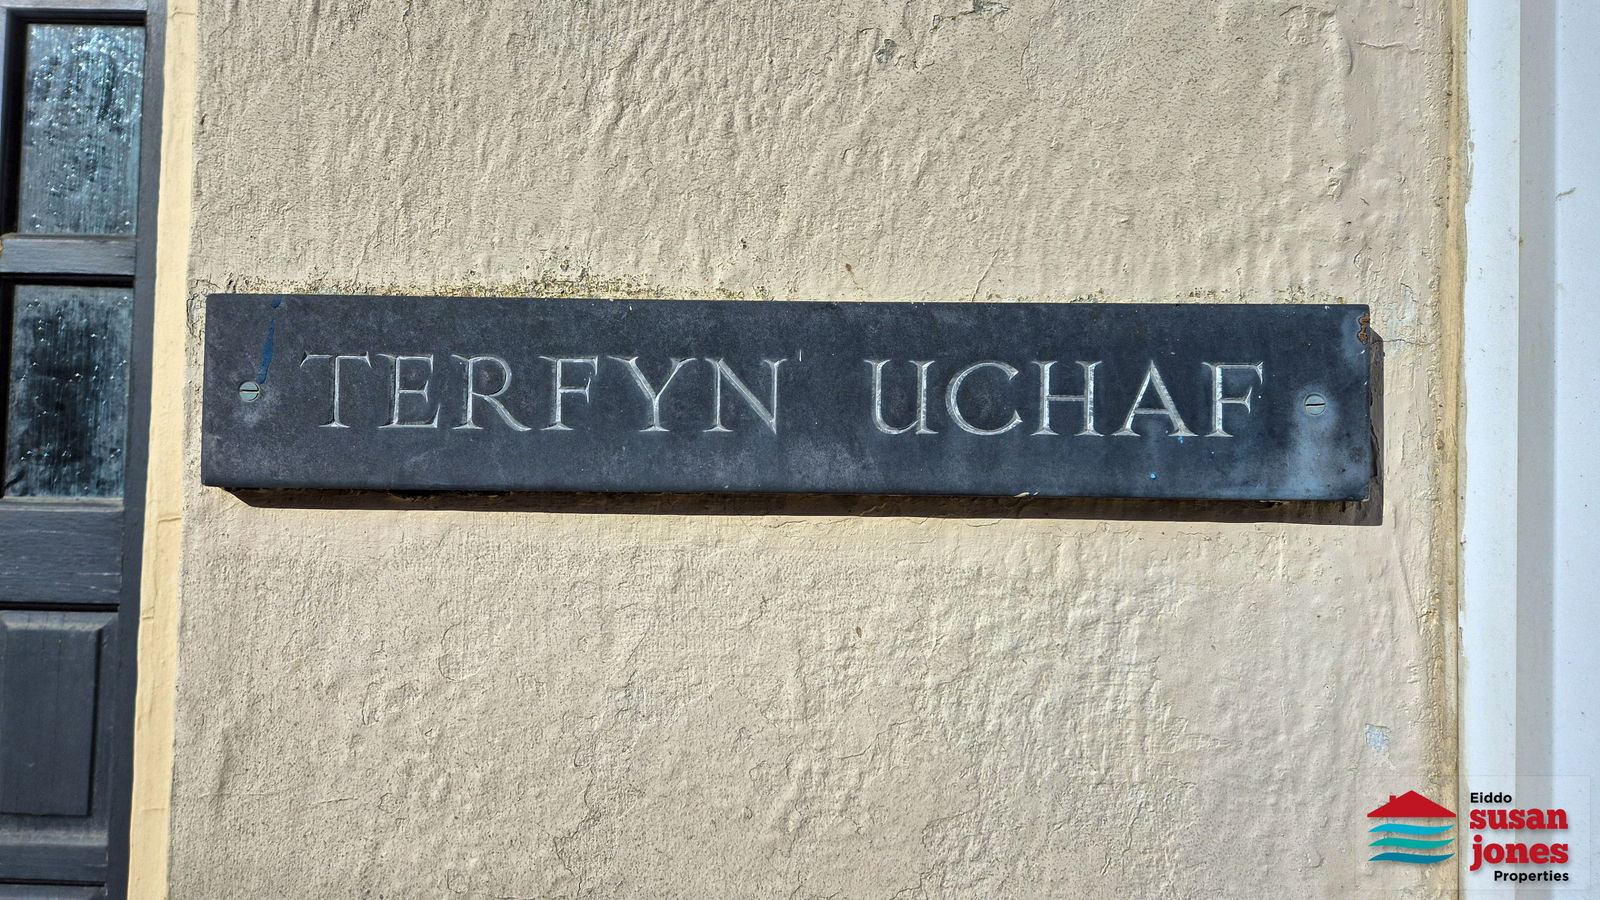 TERFYN UCHAF
Eiddo
susan
jones
Properties